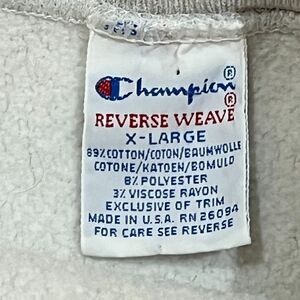 Champion®
REVERSE WEAVE®
X-LARGE
89% COTTON/COTON/BAUMWOLLE
COTONE/KATOEN/BOMULD
8% POLYESTER
3% VISCOSE RAYON
EXCLUSIVE OF TRIM
MADE IN U.S.A. RN 26094
FOR CARE SEE REVERSE